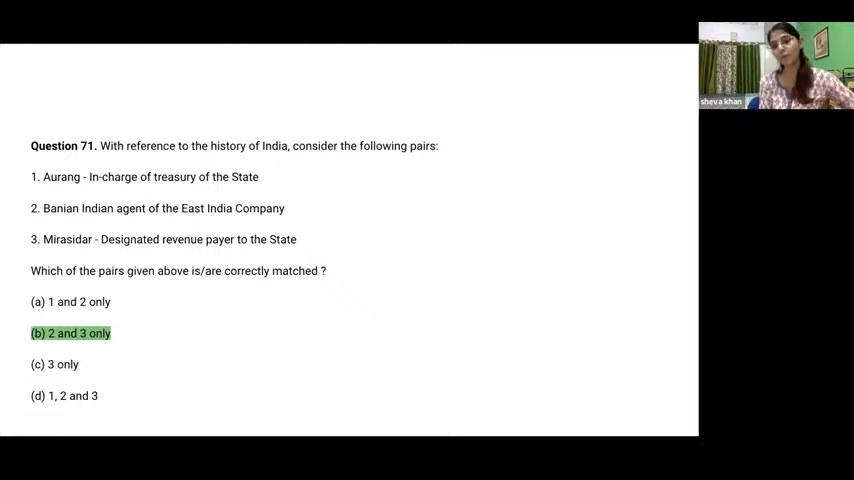 sheva khan
Question 71. With reference to the history of India, consider the following pairs:
1. Aurang - In-charge of treasury of the State
2. Banian Indian agent of the East India Company
3. Mirasidar - Designated revenue payer to the State
Which of the pairs given above is/are correctly matched ?
(a) 1 and 2 only
(b) 2 and 3 only
(c) 3 only
(d) 1, 2 and 3